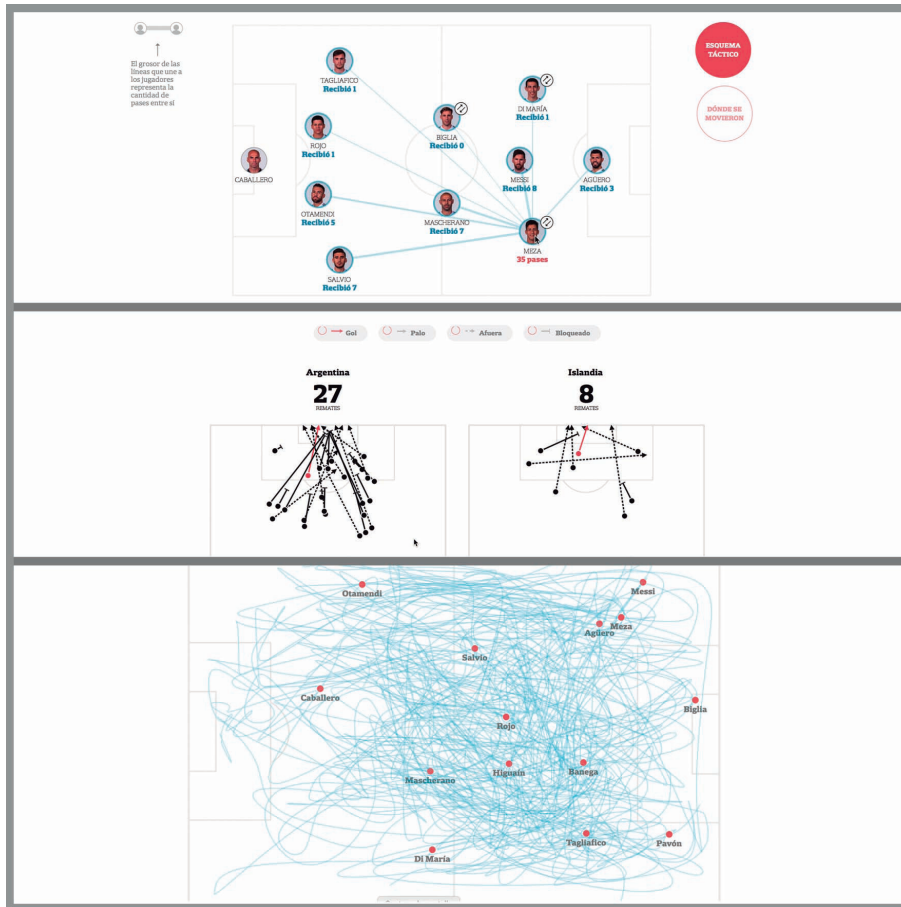 El grosor de las
líneas que une a
los jugadores
representa la
cantidad de
pases entre sí
ESQUEMA
TÁCTICO
DÓNDE SE
MOVIERON
TAGLIAFICO
Recibió 1
DI MARÍA
Recibió 1
BIGLIA
Recibió 0
ROJO
Recibió 1
CABALLERO
MESSI
Recibió 8
AGÜERO
Recibió 3
OTAMENDI
Recibió 5
MASCHERANO
Recibió 7
MEZA
35 pases
SALVIO
Recibió 7
Gol
Palo
Afuera
Bloqueado
Argentina
27
REMATES
Islandia
8
REMATES
Otamendi
Messi
Meza
Agüero
Salvio
Caballero
Biglia
Rojo
Higuaín
Banega
Mascherano
Tagliafico
Pavón
Di María